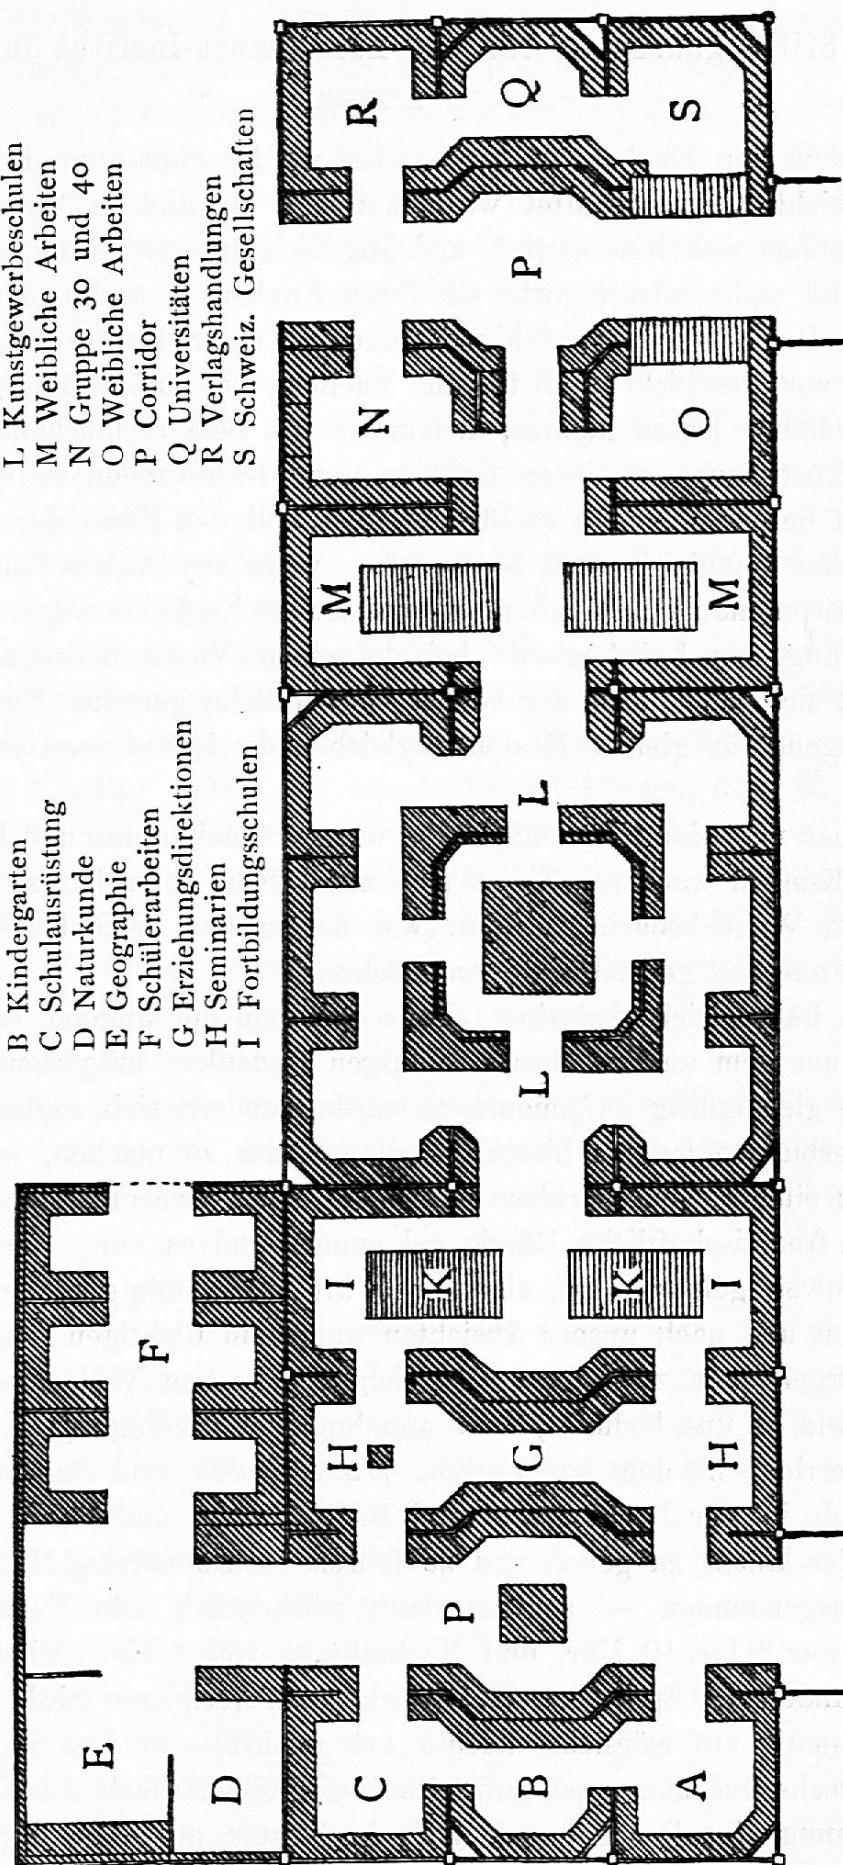 B Kindergarten
C Schulausrüstung
D Naturkunde
E Geographie
F Schülerarbeiten
G Erziehungsdirektionen
H Seminarien
I Fortbildungsschulen
L Kunstgewerbeschulen
M Weibliche Arbeiten
N Gruppe 30 und 40
O Weibliche Arbeiten
P Corridor
Q Universitäten
R Verlagshandlungen
S Schweiz. Gesellschaften
E
F
D
C H I M N R
K
P
B G L L P Q
K
A H I M O S